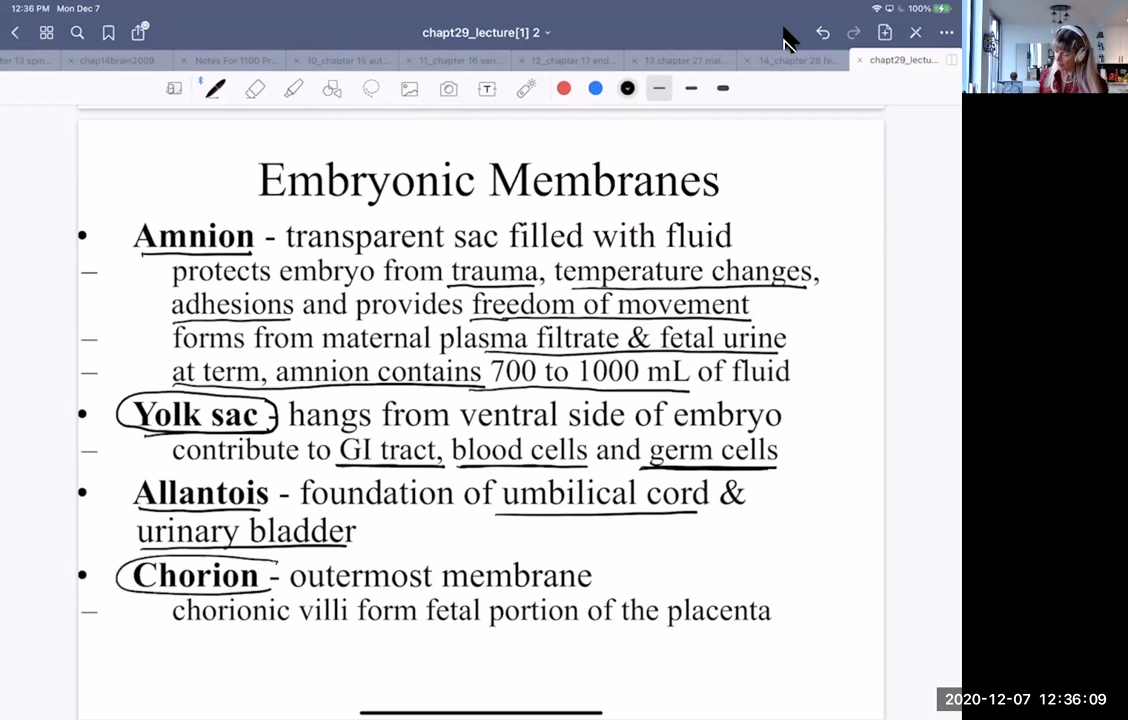 12:36 PM Mon Dec 7
100%
chapt29_lecture[1] 2
ter 13 spin...
chap14brain2009
Notes For 1100 Pr...
10_chapter 15 aut...
11_chapter 16 sen...
12_chapter 17 end...
13 chapter 27 mal...
14_chapter 28 fe...
chapt29_lectu...
T
Embryonic Membranes
• Amnion - transparent sac filled with fluid
— protects embryo from trauma, temperature changes,
adhesions and provides freedom of movement
— forms from maternal plasma filtrate & fetal urine
— at term, amnion contains 700 to 1000 mL of fluid
• Yolk sac - hangs from ventral side of embryo
— contribute to GI tract, blood cells and germ cells
• Allantois - foundation of umbilical cord &
urinary bladder
• Chorion - outermost membrane
— chorionic villi form fetal portion of the placenta
2020-12-07 12:36:09